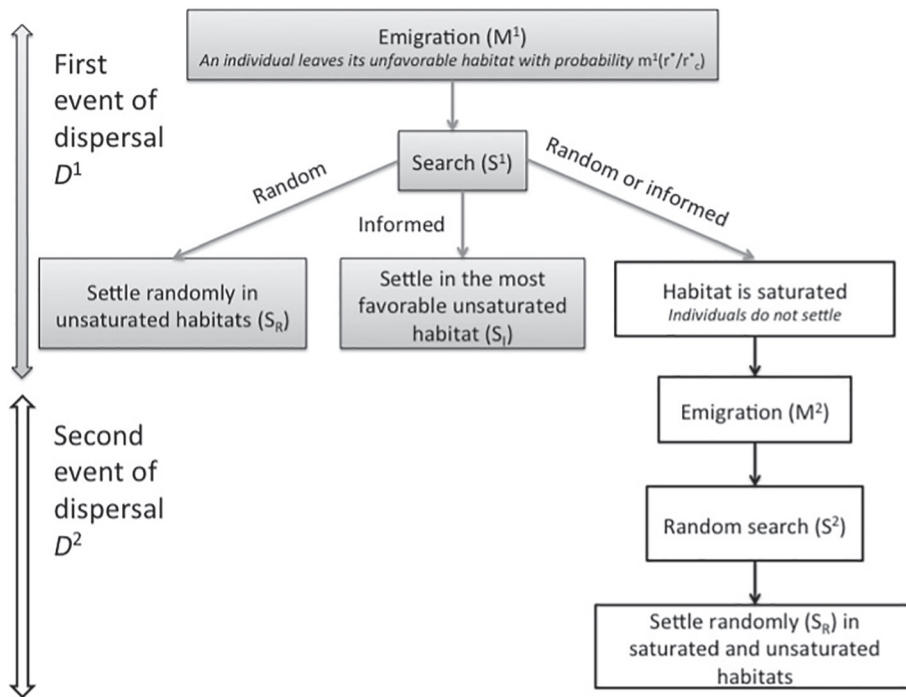 Emigration (M¹)
An individual leaves its unfavorable habitat with probability m¹(r*/r*c)
First
event of
dispersal
D¹
Search (S¹)
Random
Informed
Random or informed
Settle randomly in
unsaturated habitats (SR)
Settle in the most
favorable unsaturated
habitat (SI)
Habitat is saturated
Individuals do not settle
Second
event of
dispersal
D²
Emigration (M²)
Random search (S²)
Settle randomly (SR) in
saturated and unsaturated
habitats